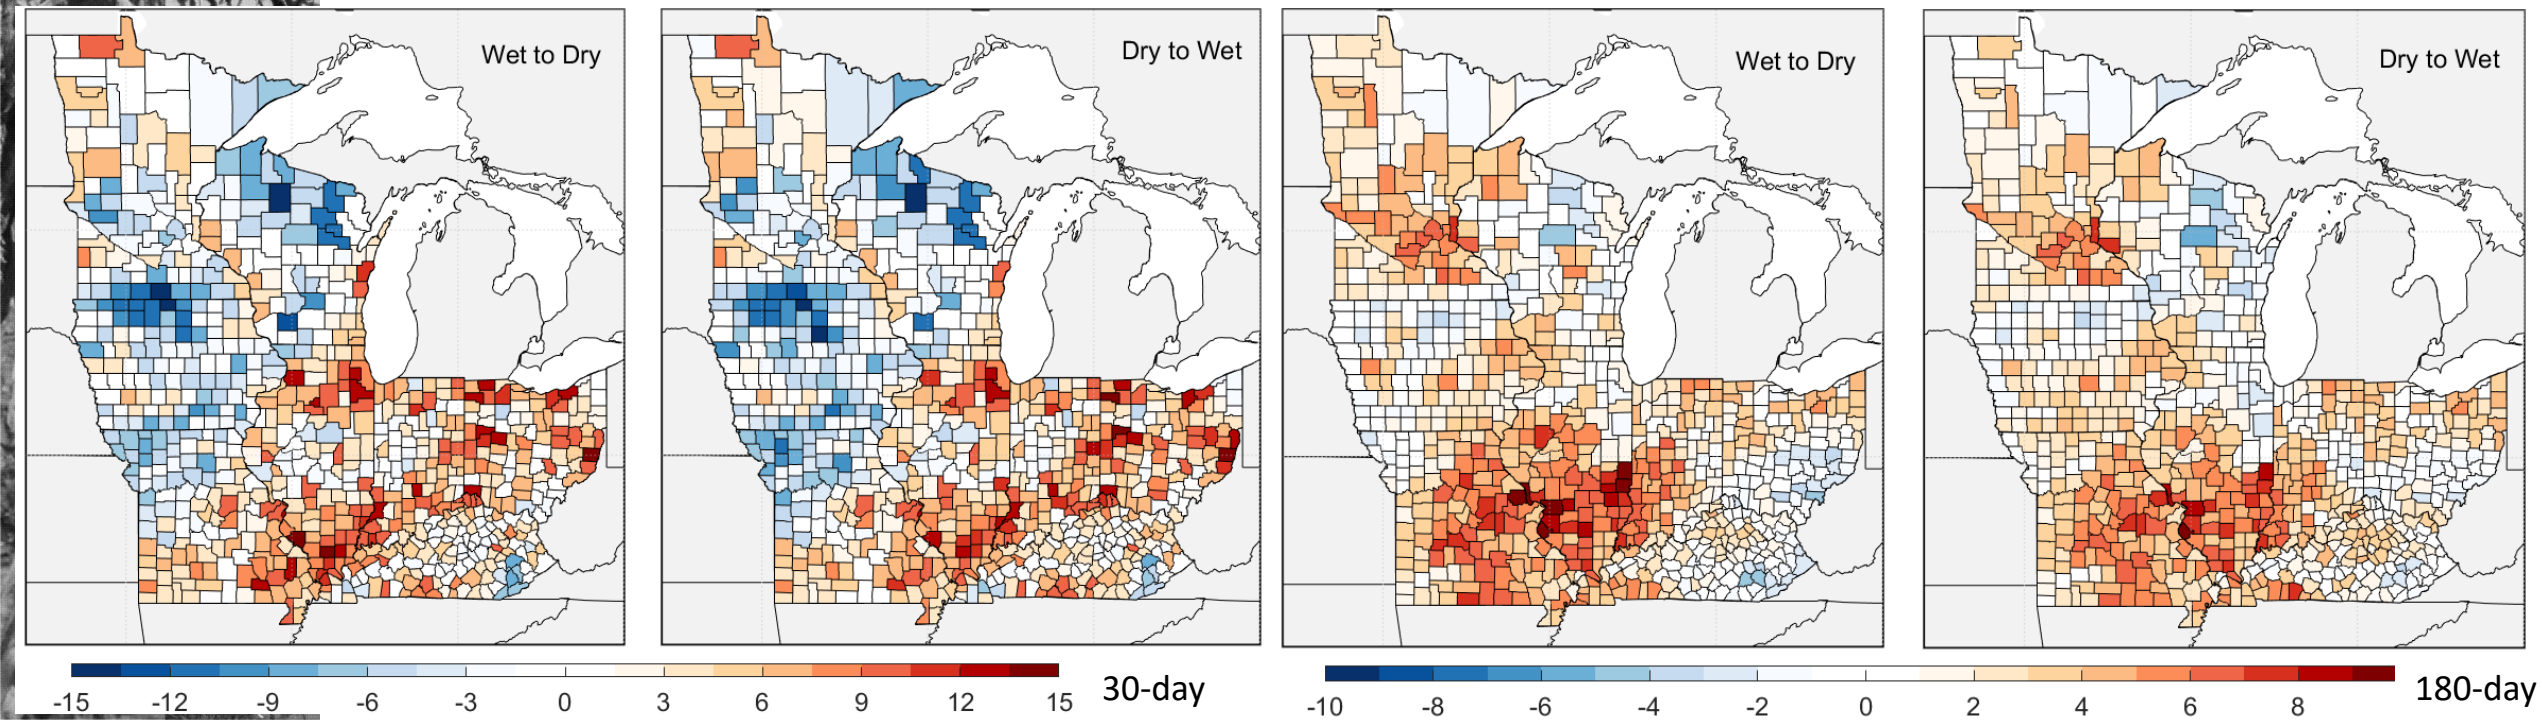 Wet to Dry
Dry to Wet
Wet to Dry
Dry to Wet
-15 -12 -9 -6 -3 0 3 6 9 12 15
30-day
-10 -8 -6 -4 -2 0 2 4 6 8
180-day